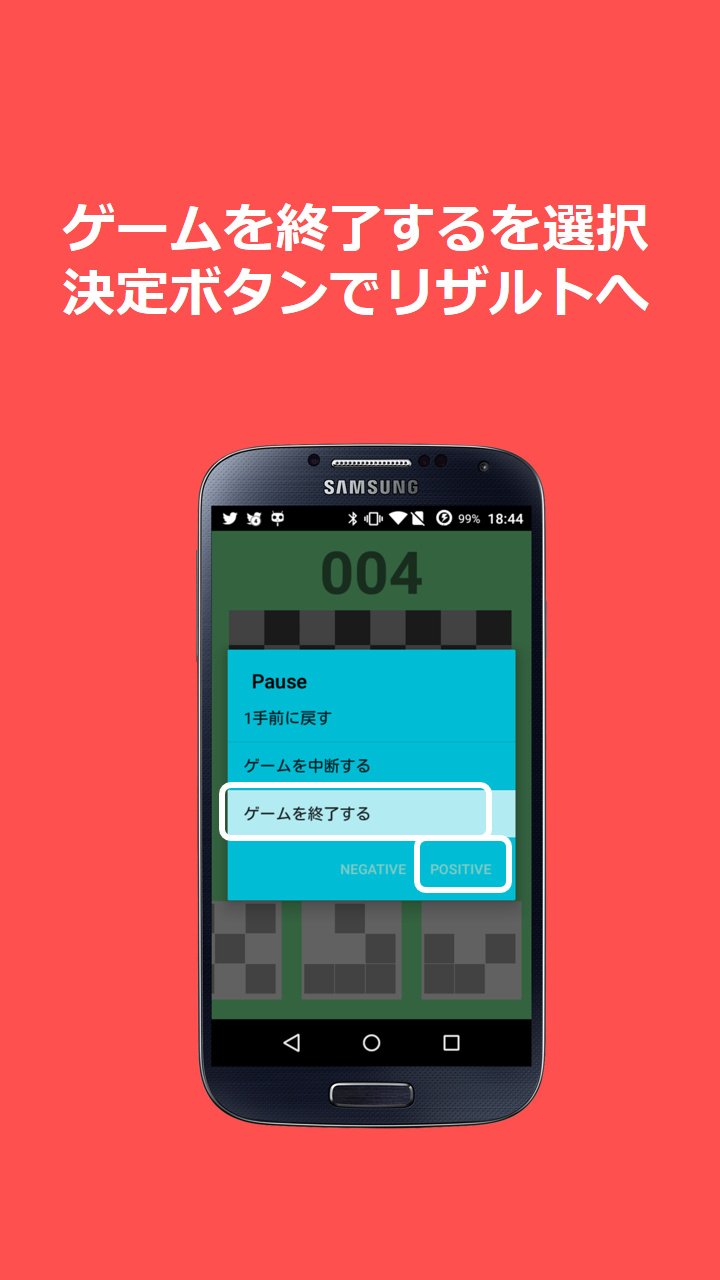 ゲームを終了するを選択
決定ボタンでリザルトへ
SAMSUNG
99% 18:44
004
Pause
1手前に戻す
ゲームを中断する
ゲームを終了する
NEGATIVE POSITIVE